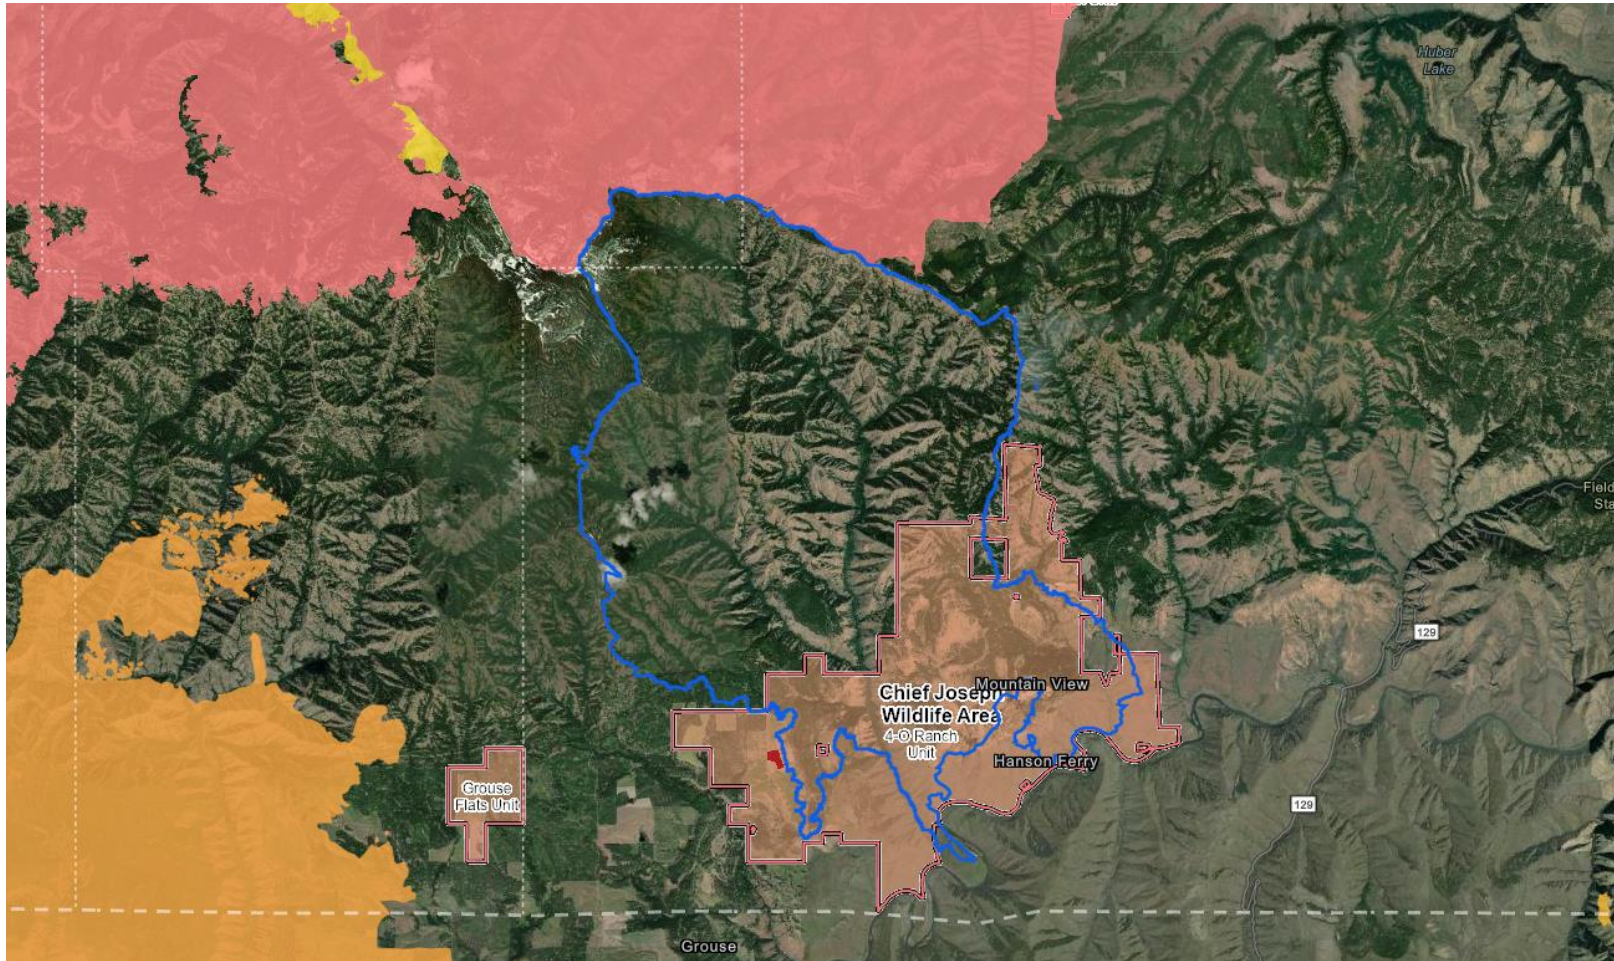 Huber
Lake
Field
Sta
129
Mountain View
Chief Joseph
Wildlife Area
4-O Ranch
Unit
Hanson Ferry
Grouse
Flats Unit
129
Grouse